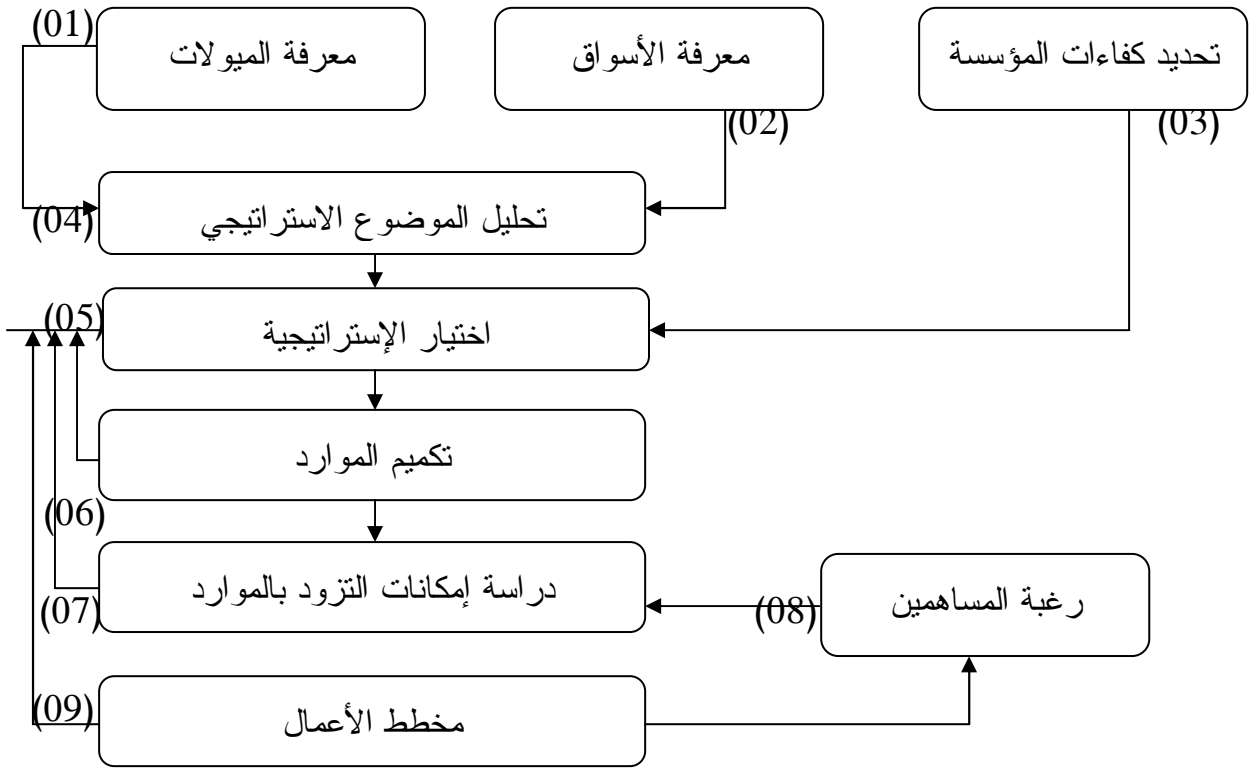 (01)
معرفة الميولات
معرفة الأسواق
تحديد كفاءات المؤسسة
(02)
(03)
(04)
تحليل الموضوع الاستراتيجي
(05)
اختيار الإستراتيجية
تكميم الموارد
(06)
دراسة إمكانات التزود بالموارد
(07)
(08)
رغبة المساهمين
(09)
مخطط الأعمال